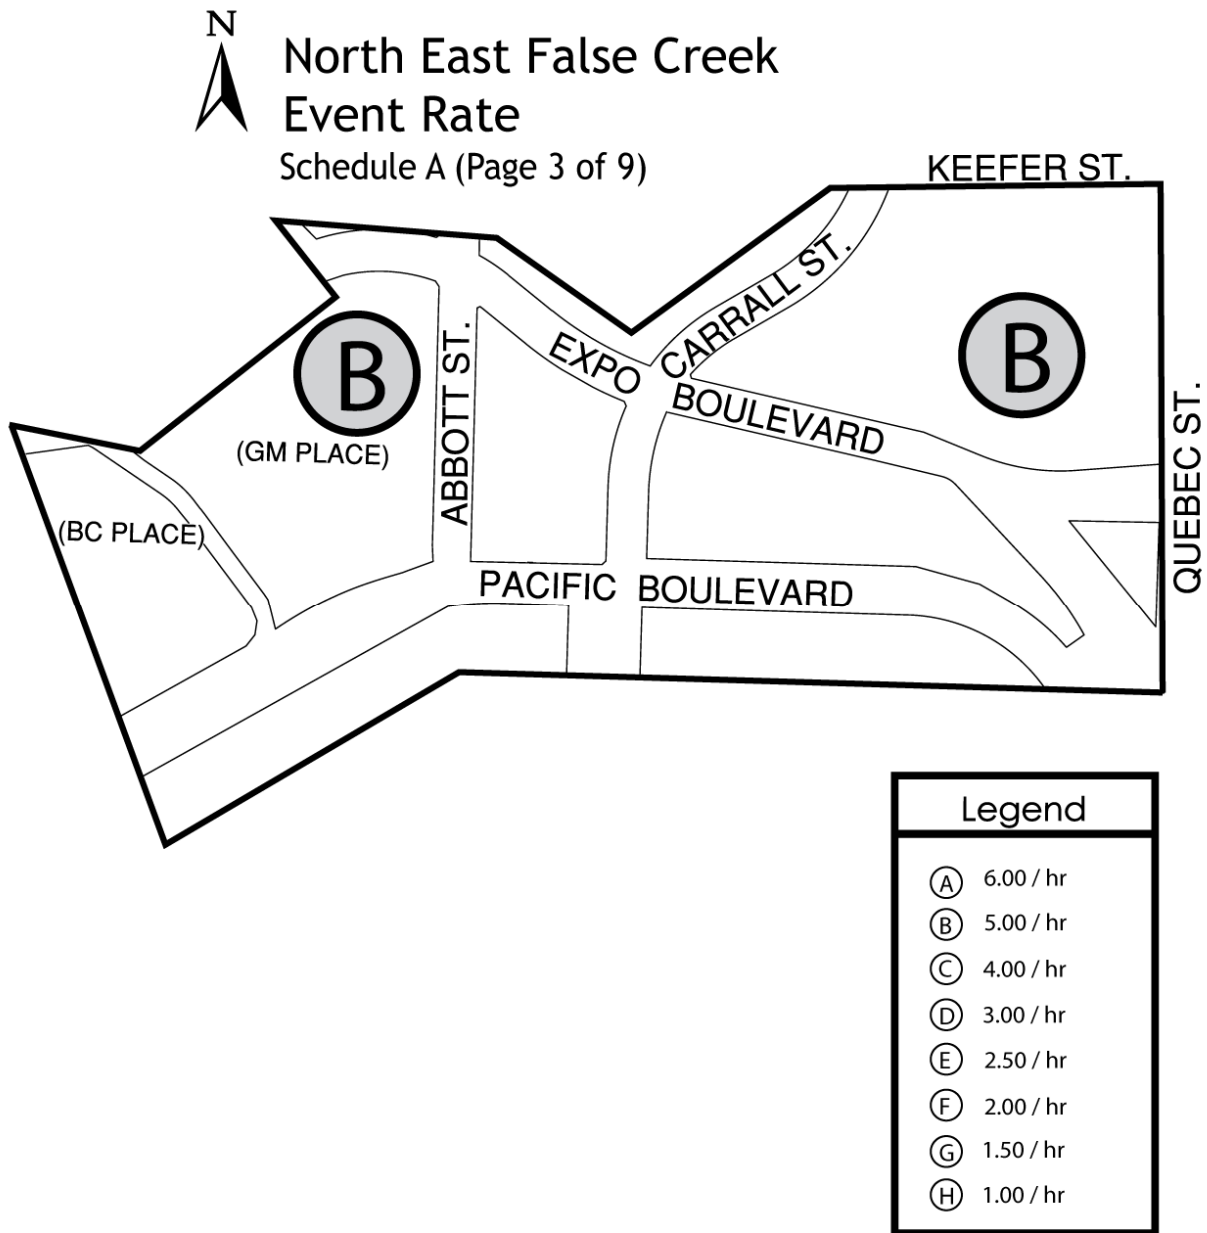 N
North East False Creek
Event Rate
Schedule A (Page 3 of 9)
KEEFER ST.
CARRALL ST.
B
B
EXPO BOULEVARD
ABBOTT ST.
QUEBEC ST.
(GM PLACE)
(BC PLACE)
PACIFIC BOULEVARD
Legend
A 6.00 / hr
B 5.00 / hr
C 4.00 / hr
D 3.00 / hr
E 2.50 / hr
F 2.00 / hr
G 1.50 / hr
H 1.00 / hr